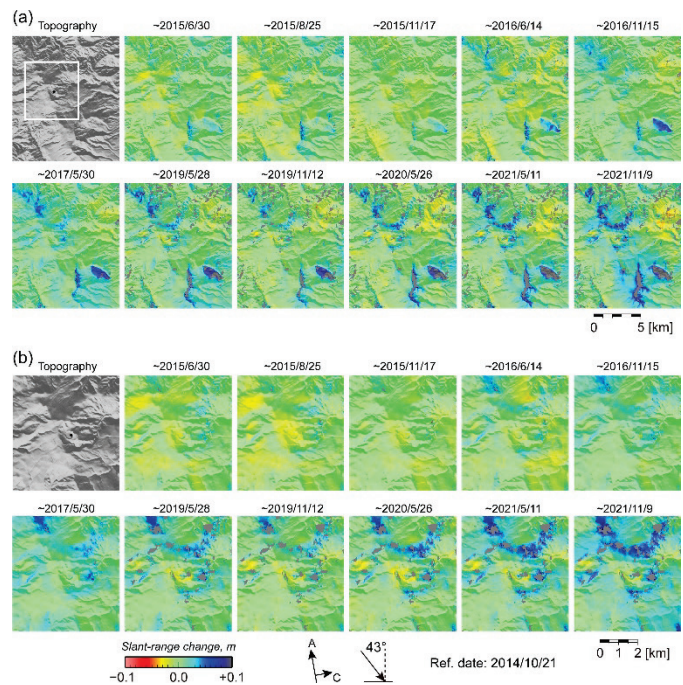 (a)
Topography ~2015/6/30 ~2015/8/25 ~2015/11/17 ~2016/6/14 ~2016/11/15
~2017/5/30 ~2019/5/28 ~2019/11/12 ~2020/5/26 ~2021/5/11 ~2021/11/9
0 5 [km]
(b)
Topography ~2015/6/30 ~2015/8/25 ~2015/11/17 ~2016/6/14 ~2016/11/15
~2017/5/30 ~2019/5/28 ~2019/11/12 ~2020/5/26 ~2021/5/11 ~2021/11/9
Slant-range change, m
−0.1 0.0 +0.1
A
C
43°
Ref. date: 2014/10/21
0 1 2 [km]